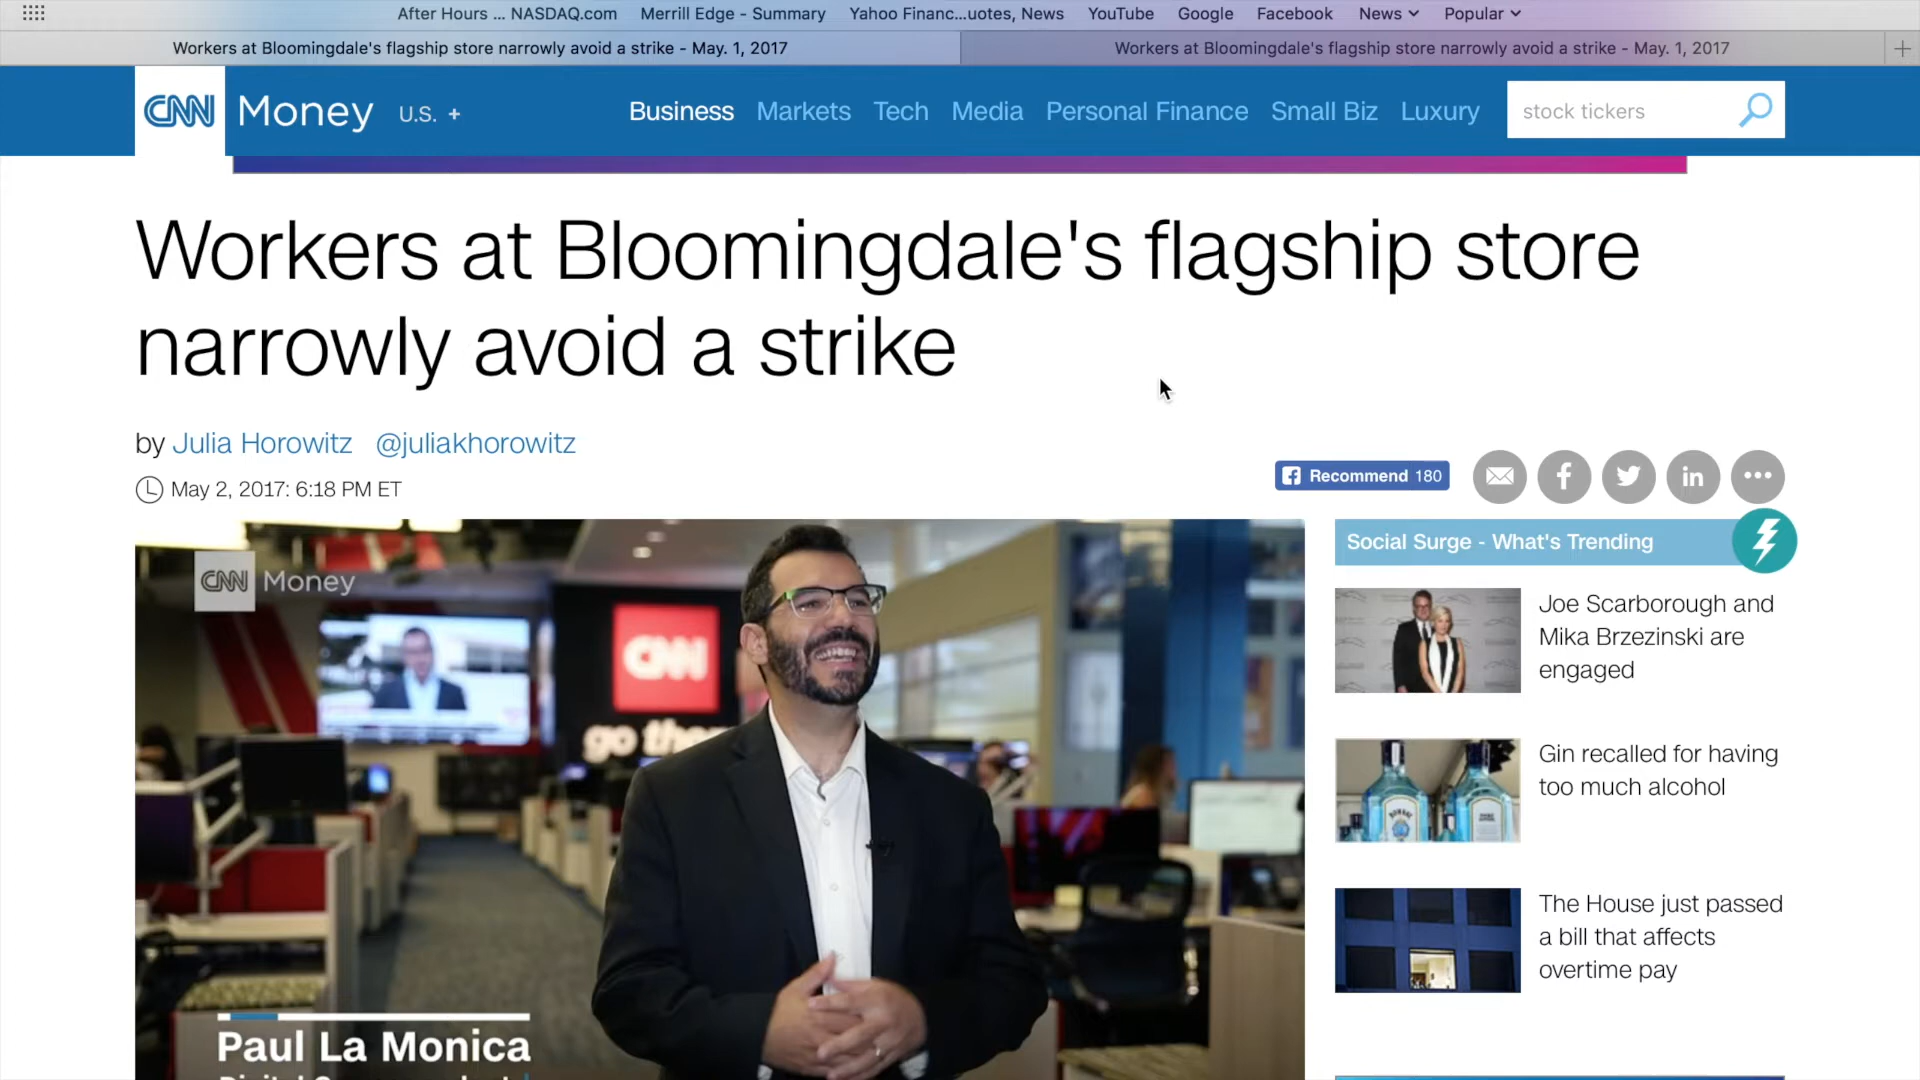 After Hours ... NASDAQ.com Merrill Edge - Summary Yahoo Financ...uotes, News YouTube Google Facebook News Popular
Workers at Bloomingdale's flagship store narrowly avoid a strike - May. 1, 2017 Workers at Bloomingdale's flagship store narrowly avoid a strike - May. 1, 2017
CNN Money U.S. + Business Markets Tech Media Personal Finance Small Biz Luxury stock tickers
Workers at Bloomingdale's flagship store
narrowly avoid a strike
by Julia Horowitz @juliakhorowitz
May 2, 2017: 6:18 PM ET
Recommend 180
CNN Money
CNN
go
Paul La Monica
Social Surge - What's Trending
Joe Scarborough and
Mika Brzezinski are
engaged
Gin recalled for having
too much alcohol
The House just passed
a bill that affects
overtime pay